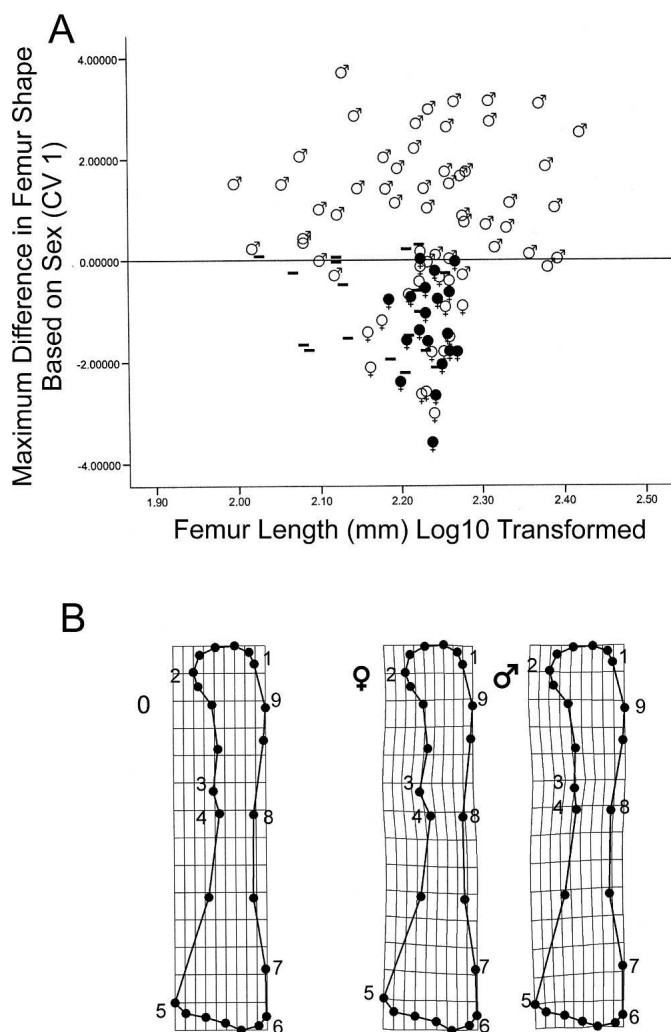 A
Maximum Difference in Femur Shape
Based on Sex (CV 1)
4.00000
2.00000
0.00000
-2.00000
-4.00000
1.90 2.00 2.10 2.20 2.30 2.40 2.50
Femur Length (mm) Log10 Transformed
B
0 ♀ ♂
1 1 1
2 2 2
9 9 9
3 3 3
4 8 4 8 4 8
7 7 7
5 5 5
6 6 6